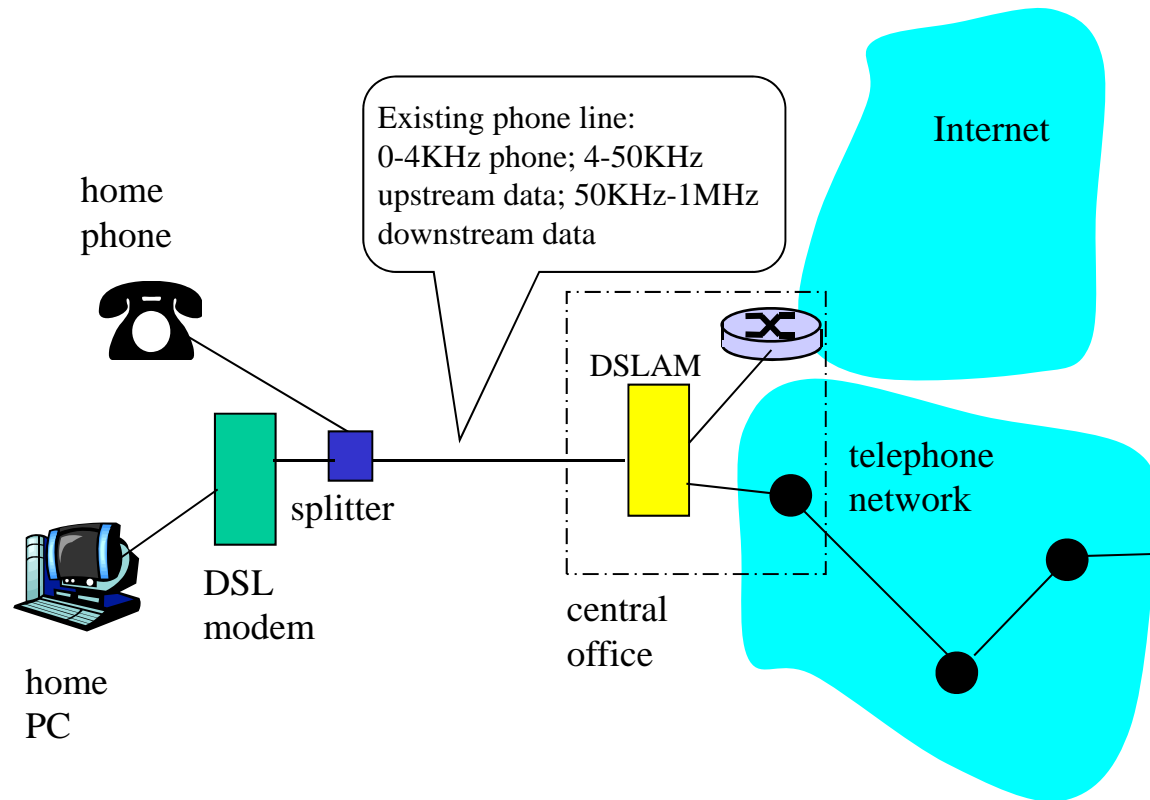 Existing phone line:
0-4KHz phone; 4-50KHz
upstream data; 50KHz-1MHz
downstream data
Internet
home
phone
DSLAM
telephone
network
splitter
DSL
modem
central
office
home
PC